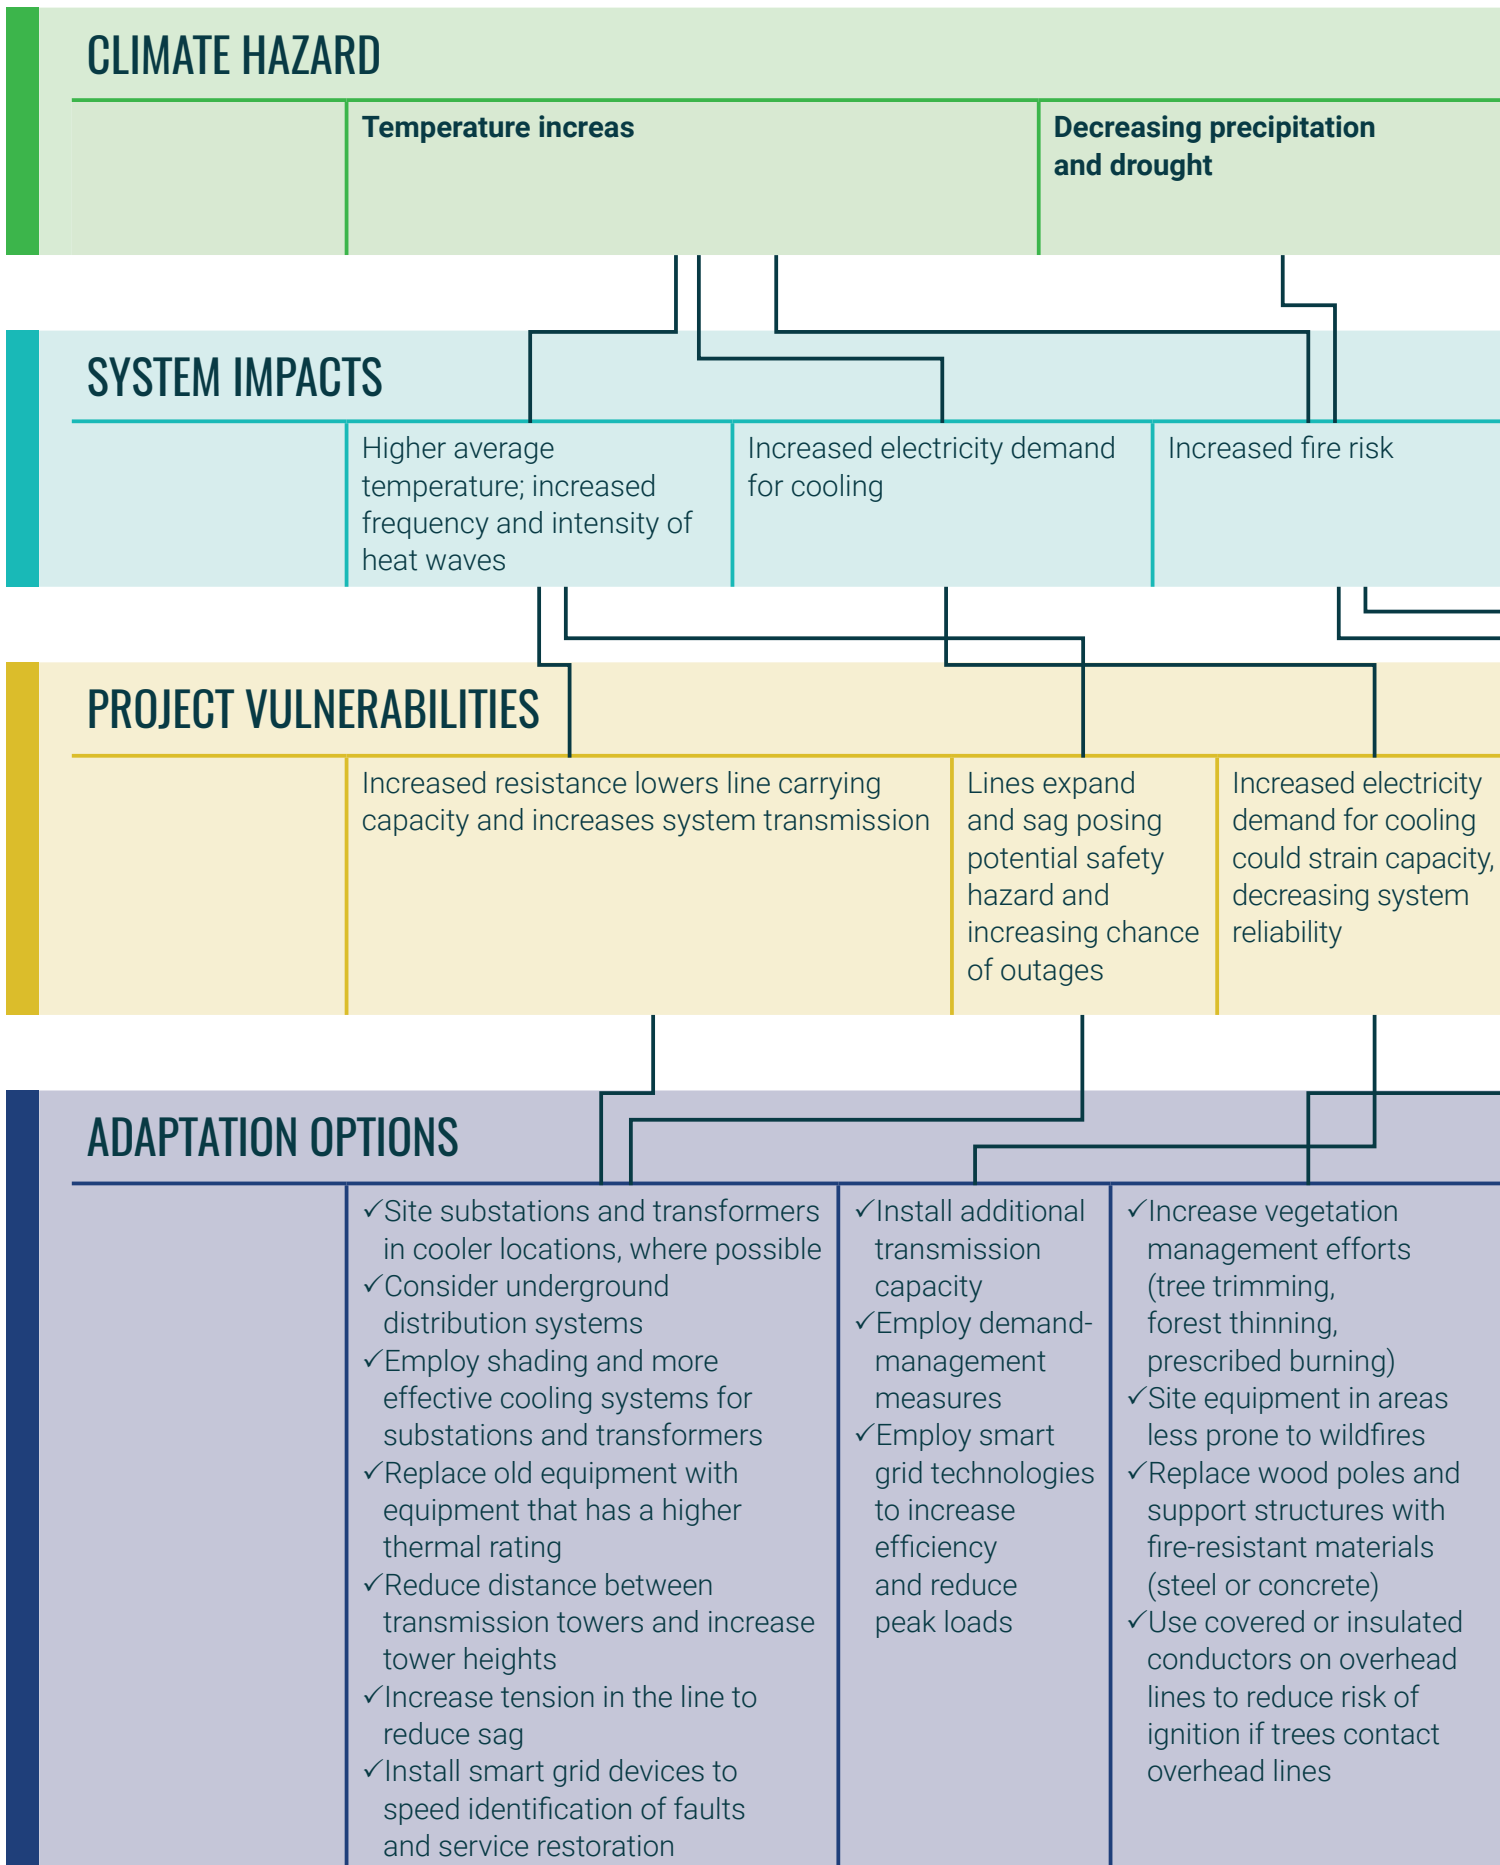 CLIMATE HAZARD
Temperature increas
Decreasing precipitation
and drought
SYSTEM IMPACTS
Higher average
temperature; increased
frequency and intensity of
heat waves
Increased electricity demand
for cooling
Increased fire risk
PROJECT VULNERABILITIES
Increased resistance lowers line carrying
capacity and increases system transmission
Lines expand
and sag posing
potential safety
hazard and
increasing chance
of outages
Increased electricity
demand for cooling
could strain capacity,
decreasing system
reliability
ADAPTATION OPTIONS
✓Site substations and transformers
in cooler locations, where possible
✓Consider underground
distribution systems
✓Employ shading and more
effective cooling systems for
substations and transformers
✓Replace old equipment with
equipment that has a higher
thermal rating
✓Reduce distance between
transmission towers and increase
tower heights
✓Increase tension in the line to
reduce sag
✓Install smart grid devices to
speed identification of faults
and service restoration
✓Install additional
transmission
capacity
✓Employ demand-
management
measures
✓Employ smart
grid technologies
to increase
efficiency
and reduce
peak loads
✓Increase vegetation
management efforts
(tree trimming,
forest thinning,
prescribed burning)
✓Site equipment in areas
less prone to wildfires
✓Replace wood poles and
support structures with
fire-resistant materials
(steel or concrete)
✓Use covered or insulated
conductors on overhead
lines to reduce risk of
ignition if trees contact
overhead lines